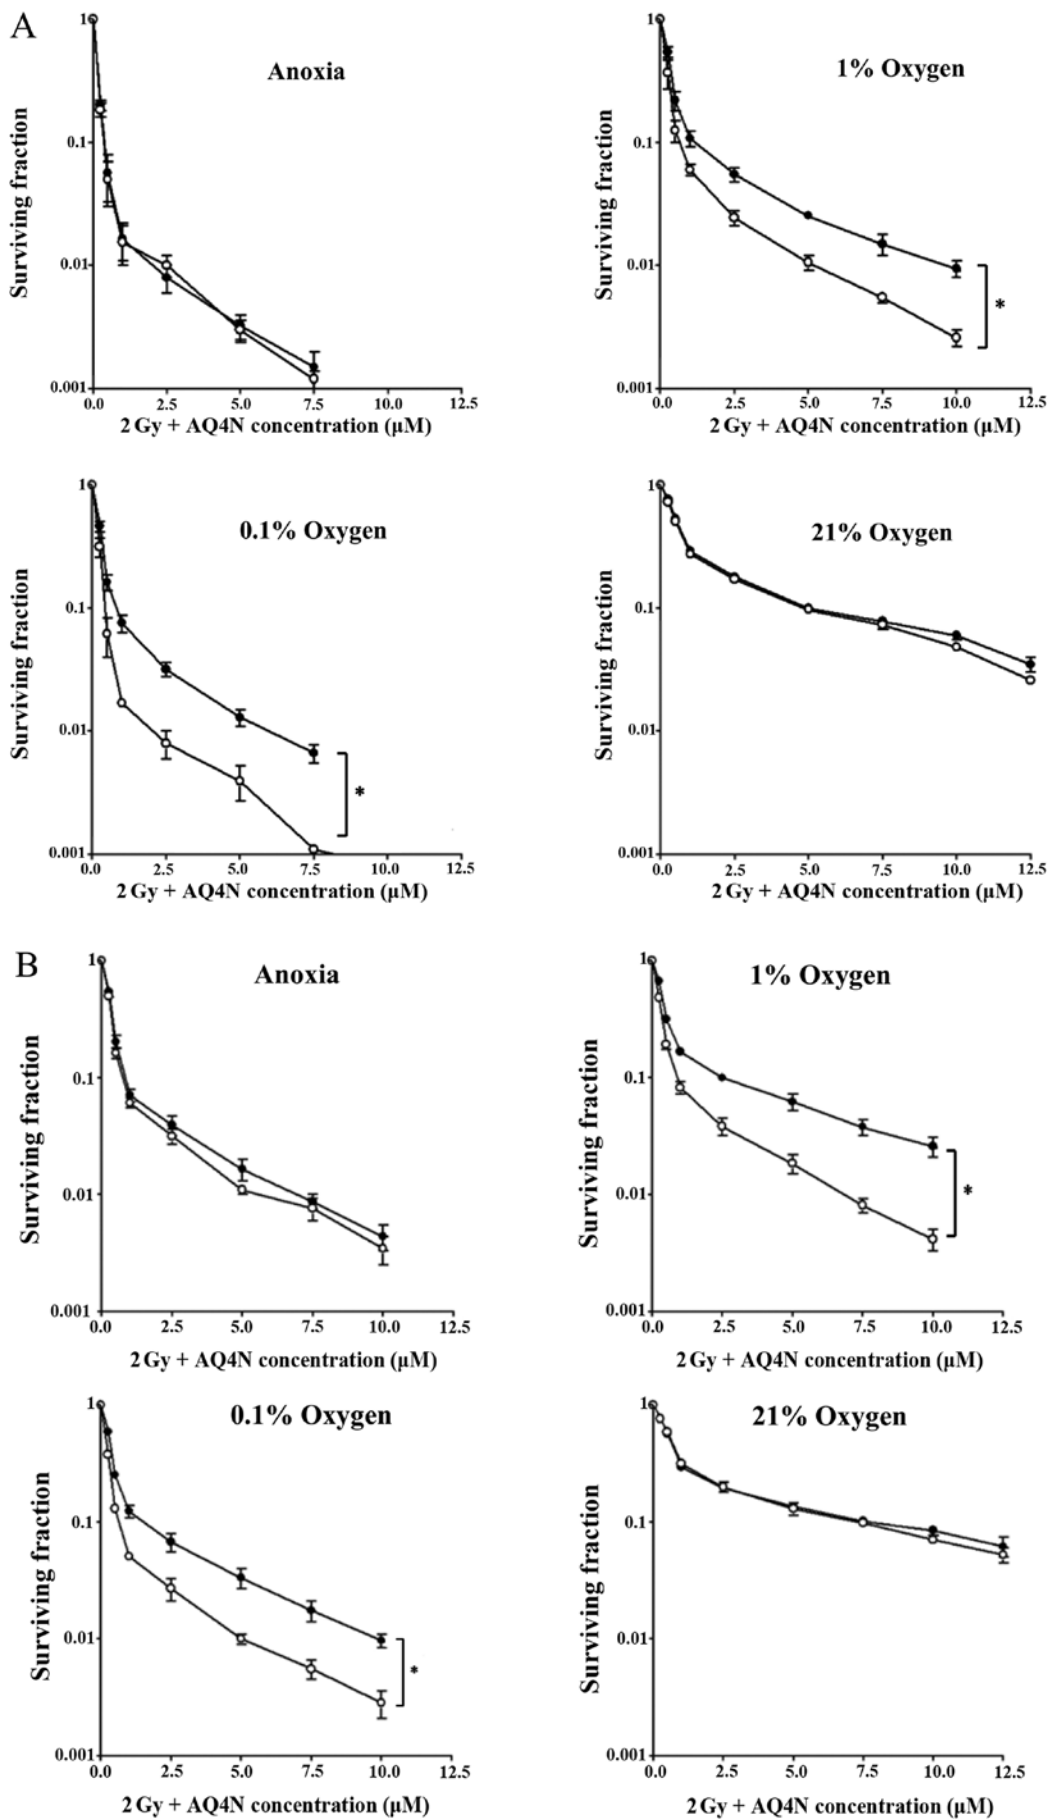 A
Anoxia
Surviving fraction
1
0.1
0.01
0.001
0.0 2.5 5.0 7.5 10.0 12.5
2 Gy + AQ4N concentration (μM)
1% Oxygen
Surviving fraction
1
0.1
0.01
0.001
*
0.0 2.5 5.0 7.5 10.0 12.5
2 Gy + AQ4N concentration (μM)
0.1% Oxygen
Surviving fraction
1
0.1
0.01
0.001
*
0.0 2.5 5.0 7.5 10.0 12.5
2 Gy + AQ4N concentration (μM)
21% Oxygen
Surviving fraction
1
0.1
0.01
0.001
0.0 2.5 5.0 7.5 10.0 12.5
2 Gy + AQ4N concentration (μM)
B
Anoxia
Surviving fraction
1
0.1
0.01
0.001
0.0 2.5 5.0 7.5 10.0 12.5
2 Gy + AQ4N concentration (μM)
1% Oxygen
Surviving fraction
1
0.1
0.01
0.001
*
0.0 2.5 5.0 7.5 10.0 12.5
2 Gy + AQ4N concentration (μM)
0.1% Oxygen
Surviving fraction
1
0.1
0.01
0.001
*
0.0 2.5 5.0 7.5 10.0 12.5
2 Gy + AQ4N concentration (μM)
21% Oxygen
Surviving fraction
1
0.1
0.01
0.001
0.0 2.5 5.0 7.5 10.0 12.5
2 Gy + AQ4N concentration (μM)